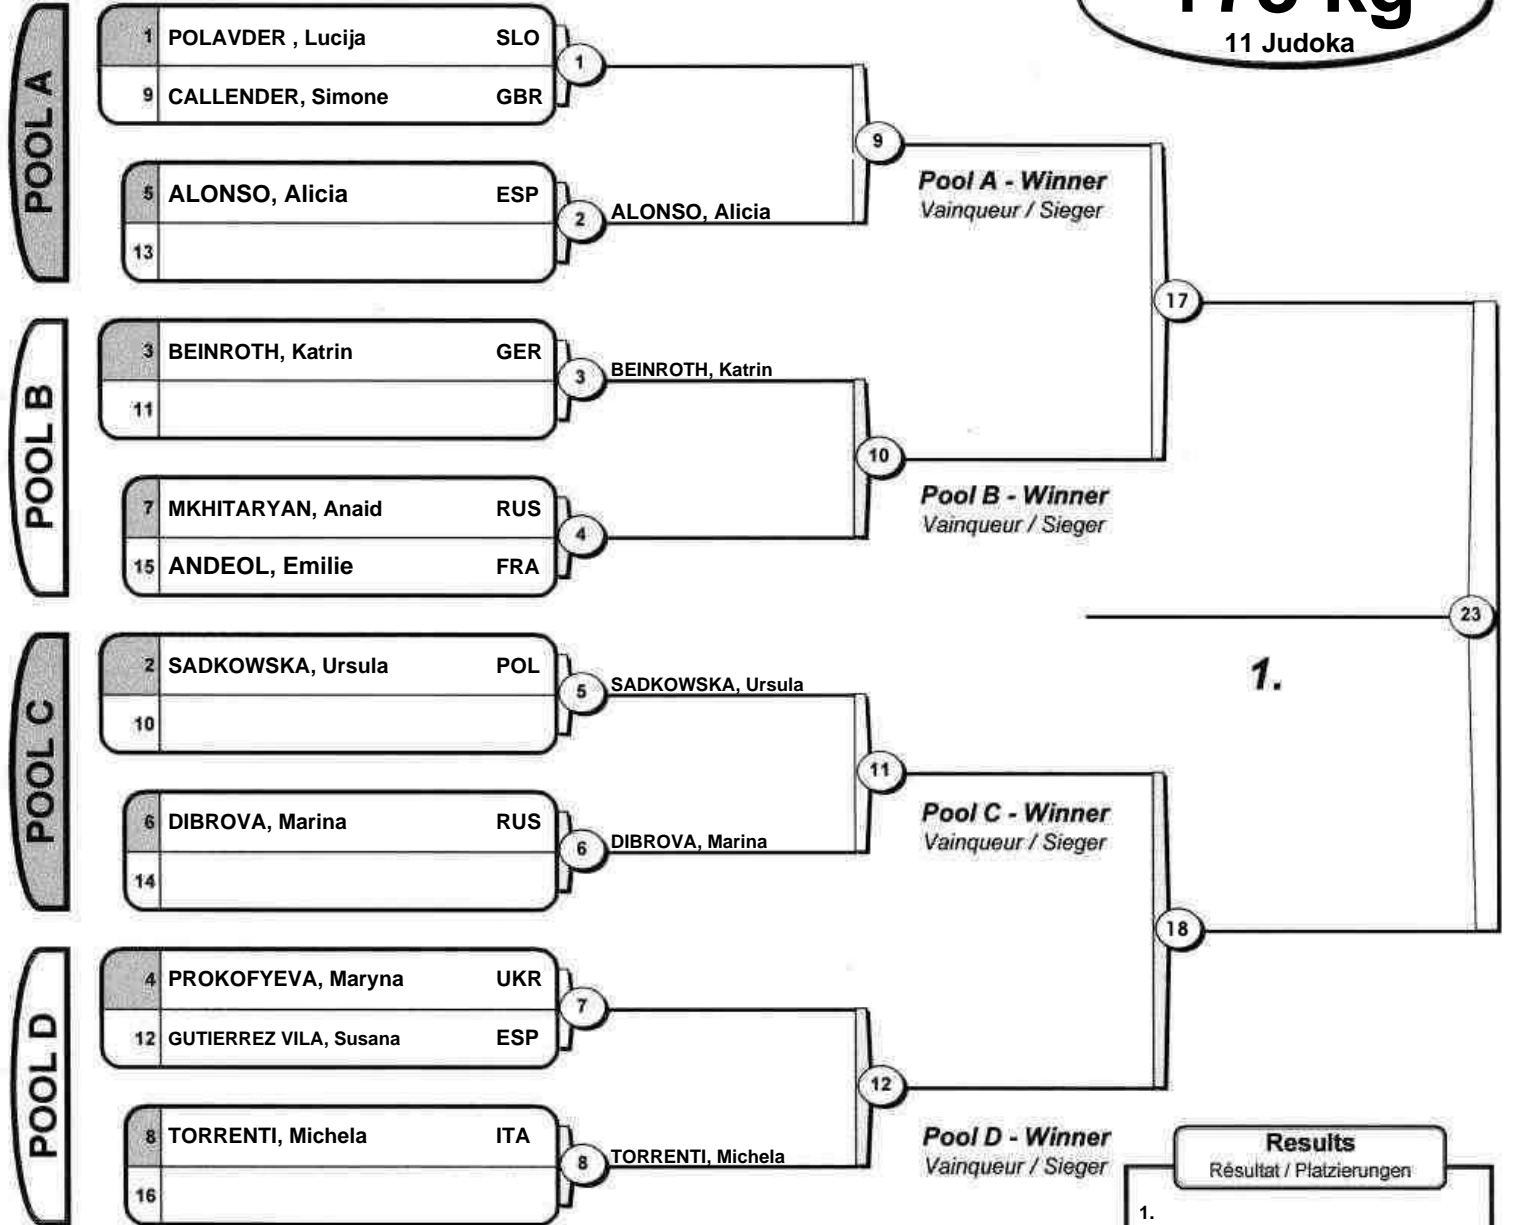 11 Judoka
POOL A
1 POLAVDER , Lucija SLO
9 CALLENDER, Simone GBR
1
5 ALONSO, Alicia ESP
13
2 ALONSO, Alicia
9
Pool A - Winner
Vainqueur / Sieger
POOL B
3 BEINROTH, Katrin GER
11
3 BEINROTH, Katrin
7 MKHITARYAN, Anaid RUS
15 ANDEOL, Emilie FRA
4
10
Pool B - Winner
Vainqueur / Sieger
17
POOL C
2 SADKOWSKA, Ursula POL
10
5 SADKOWSKA, Ursula
6 DIBROVA, Marina RUS
14
6 DIBROVA, Marina
11
Pool C - Winner
Vainqueur / Sieger
23
1.
POOL D
4 PROKOFYEVA, Maryna UKR
12 GUTIERREZ VILA, Susana ESP
7
8 TORRENTI, Michela ITA
16
8 TORRENTI, Michela
12
Pool D - Winner
Vainqueur / Sieger
18
Results
Résultat / Platzierungen
1.